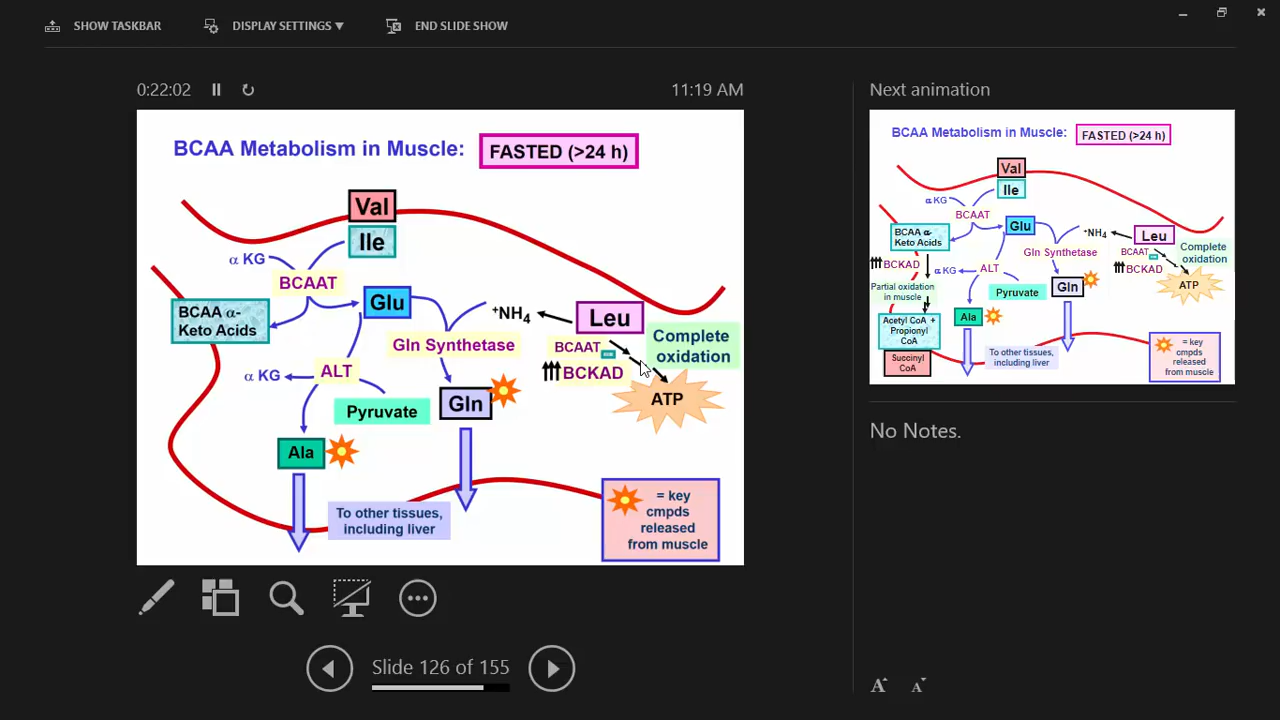 SHOW TASKBAR
DISPLAY SETTINGS ▼
END SLIDE SHOW
0:22:02
11:19 AM
BCAA Metabolism in Muscle:
FASTED (>24 h)
Val
Ile
α KG
BCAAT
BCAA α-
Keto Acids
Glu
+NH4
Leu
Gln Synthetase
BCAAT
BCKAD
Complete
oxidation
ALT
α KG
Pyruvate
Gln
ATP
Ala
To other tissues,
including liver
= key
cmpds
released
from muscle
Slide 126 of 155
Next animation
BCAA Metabolism in Muscle:
FASTED (>24 h)
Val
Ile
α KG
BCAAT
BCAA α-
Keto Acids
Glu
+NH4
Leu
Gln Synthetase
BCAAT
BCKAD
Complete
oxidation
BCKAD
α KG
ALT
Partial oxidation
in muscle
Pyruvate
Gln
ATP
Acetyl CoA +
Propionyl
CoA
Ala
Succinyl
CoA
To other tissues,
including liver
= key
cmpds
released
from muscle
No Notes.
A A